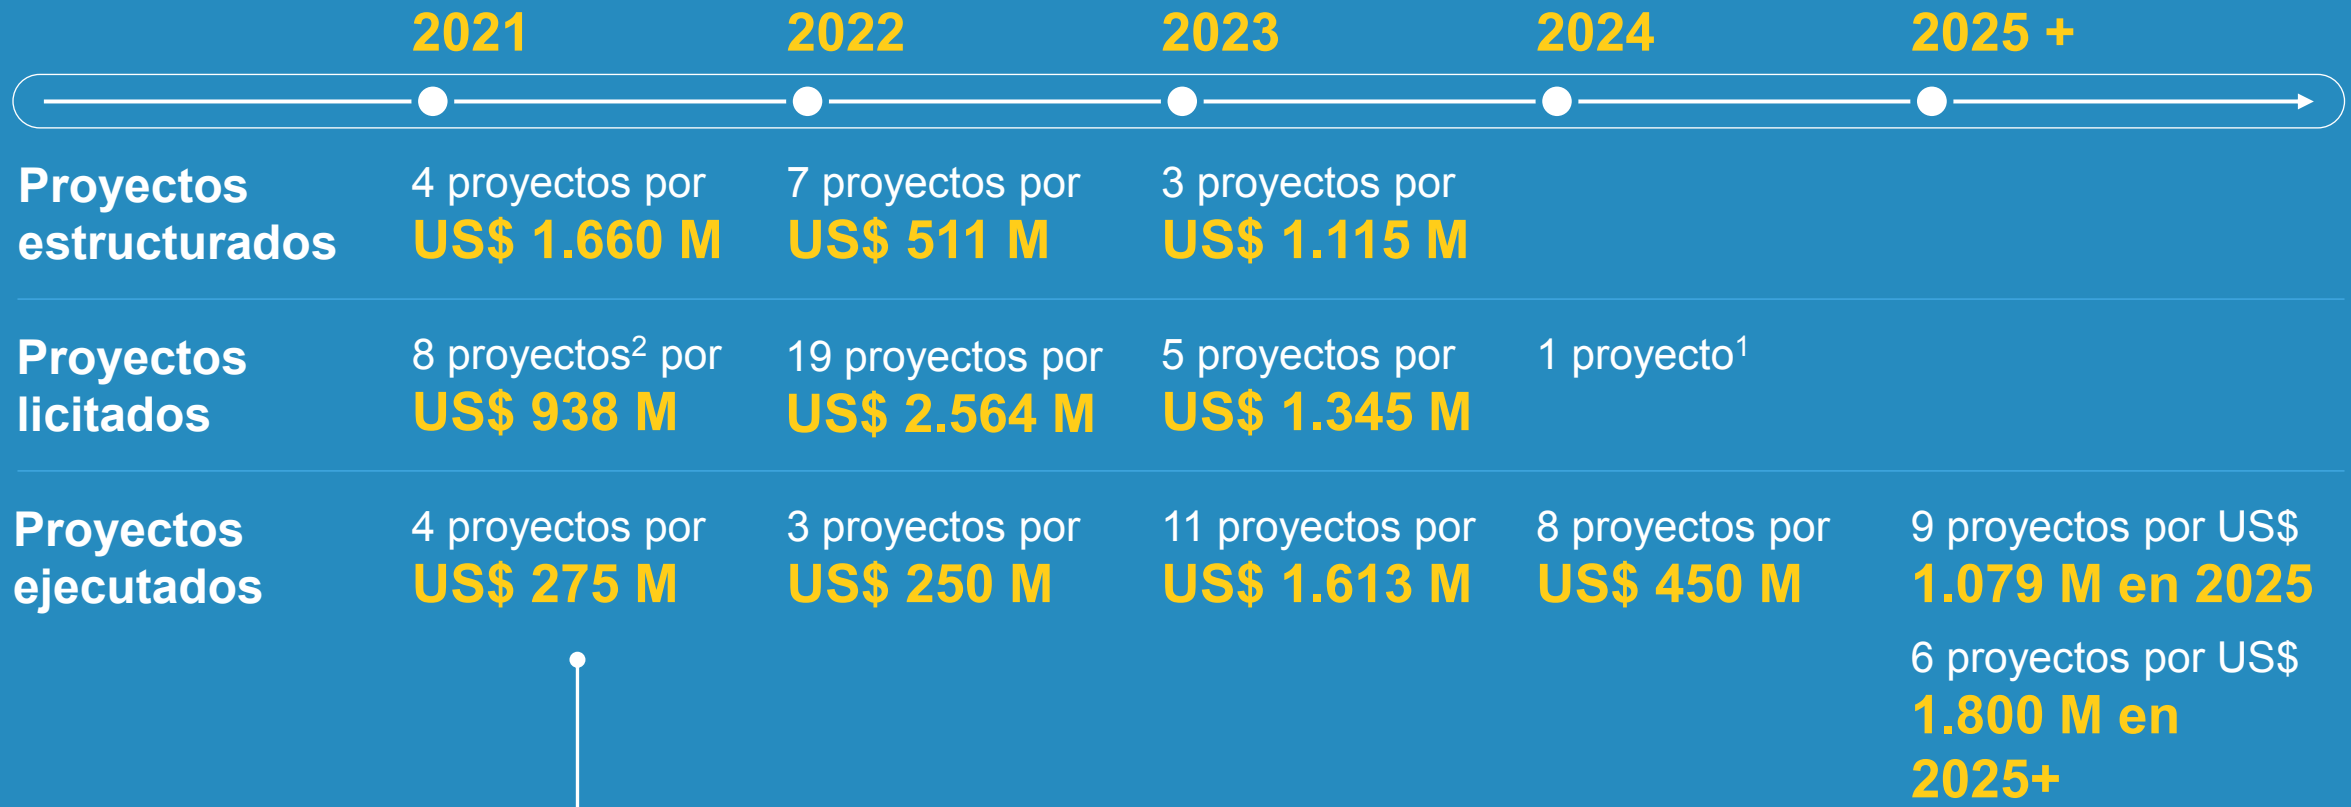 2021
2022
2023
2024
2025 +
Proyectos
estructurados
4 proyectos por
US$ 1.660 M
7 proyectos por
US$ 511 M
3 proyectos por
US$ 1.115 M
Proyectos
licitados
8 proyectos² por
US$ 938 M
19 proyectos por
US$ 2.564 M
5 proyectos por
US$ 1.345 M
1 proyecto¹
Proyectos
ejecutados
4 proyectos por
US$ 275 M
3 proyectos por
US$ 250 M
11 proyectos por
US$ 1.613 M
8 proyectos por
US$ 450 M
9 proyectos por US$
1.079 M en 2025
6 proyectos por US$
1.800 M en
2025+